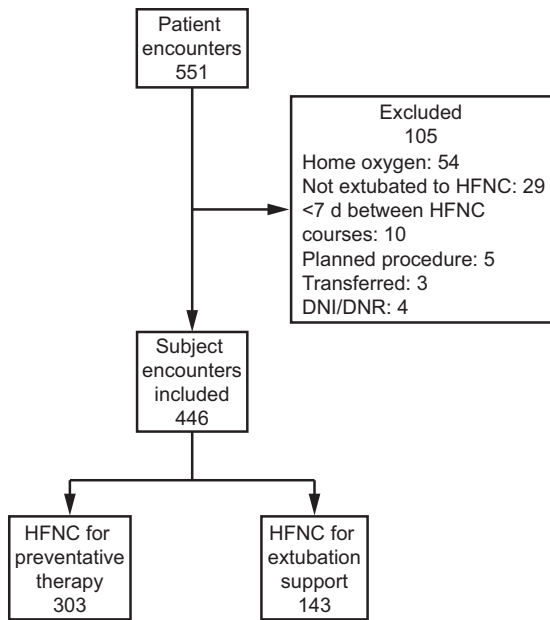 Patient
encounters
551
Excluded
105
Home oxygen: 54
Not extubated to HFNC: 29
<7 d between HFNC
courses: 10
Planned procedure: 5
Transferred: 3
DNI/DNR: 4
Subject
encounters
included
446
HFNC for
preventative
therapy
303
HFNC for
extubation
support
143